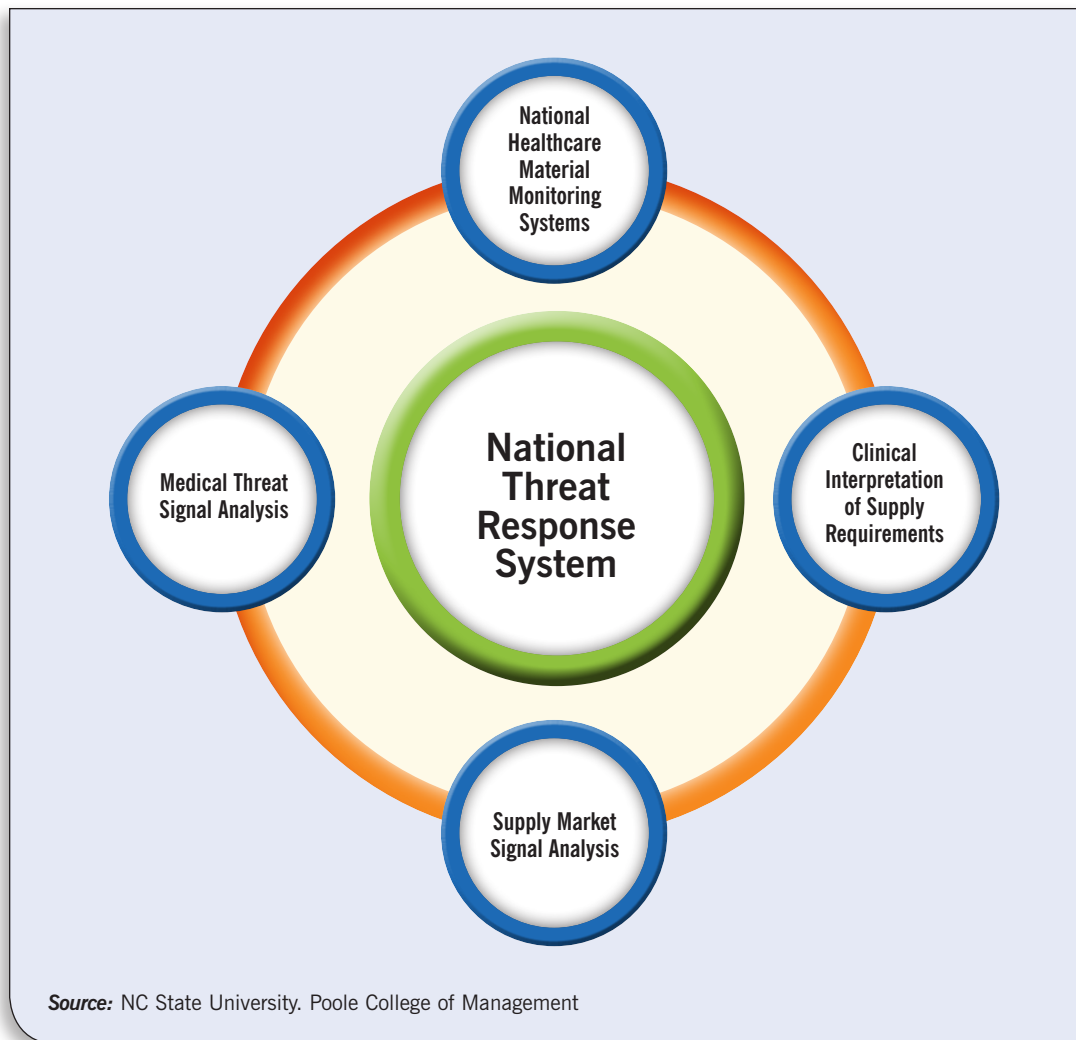 National
Healthcare
Material
Monitoring
Systems
Medical Threat
Signal Analysis
National
Threat
Response
System
Clinical
Interpretation
of Supply
Requirements
Supply Market
Signal Analysis
Source: NC State University. Poole College of Management